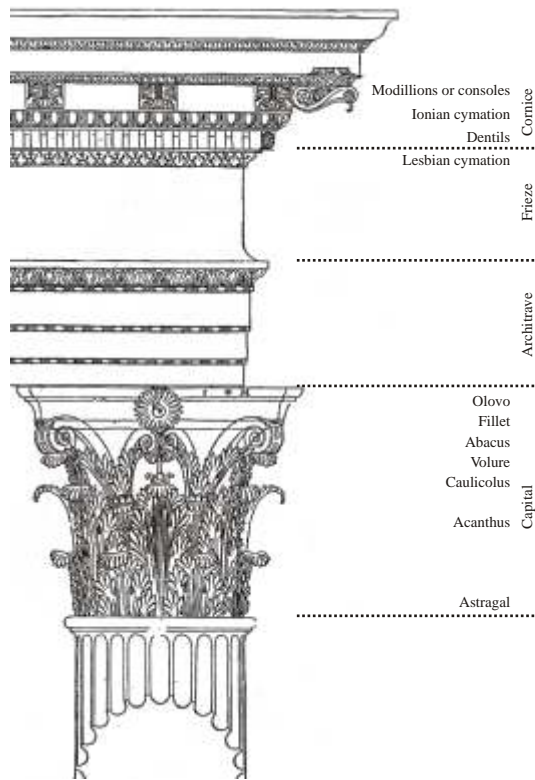 Modillions or consoles
Ionian cymation
Dentils
Cornice
Lesbian cymation
Frieze
Architrave
Olovo
Fillet
Abacus
Volure
Caulicolus
Acanthus
Astragal
Capital